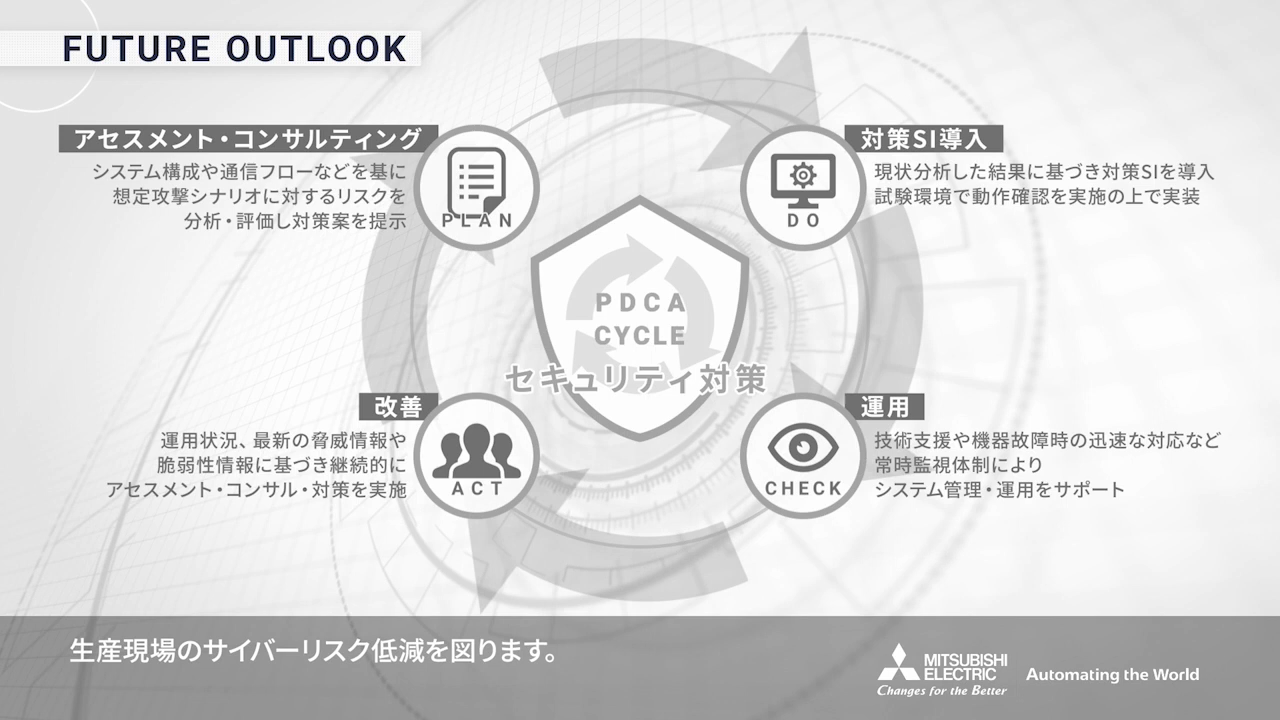 FUTURE OUTLOOK
アセスメント・コンサルティング
システム構成や通信フローなどを基に
想定攻撃シナリオに対するリスクを
分析・評価し対策案を提示
PLAN
対策SI導入
現状分析した結果に基づき対策SIを導入
試験環境で動作確認を実施の上で実装
DO
PDCA
CYCLE
セキュリティ対策
改善
運用状況、最新の脅威情報や
脆弱性情報に基づき継続的に
アセスメント・コンサル・対策を実施
ACT
運用
技術支援や機器故障時の迅速な対応など
常時監視体制により
システム管理・運用をサポート
CHECK
生産現場のサイバーリスク低減を図ります。
MITSUBISHI
ELECTRIC
Changes for the Better
Automating the World